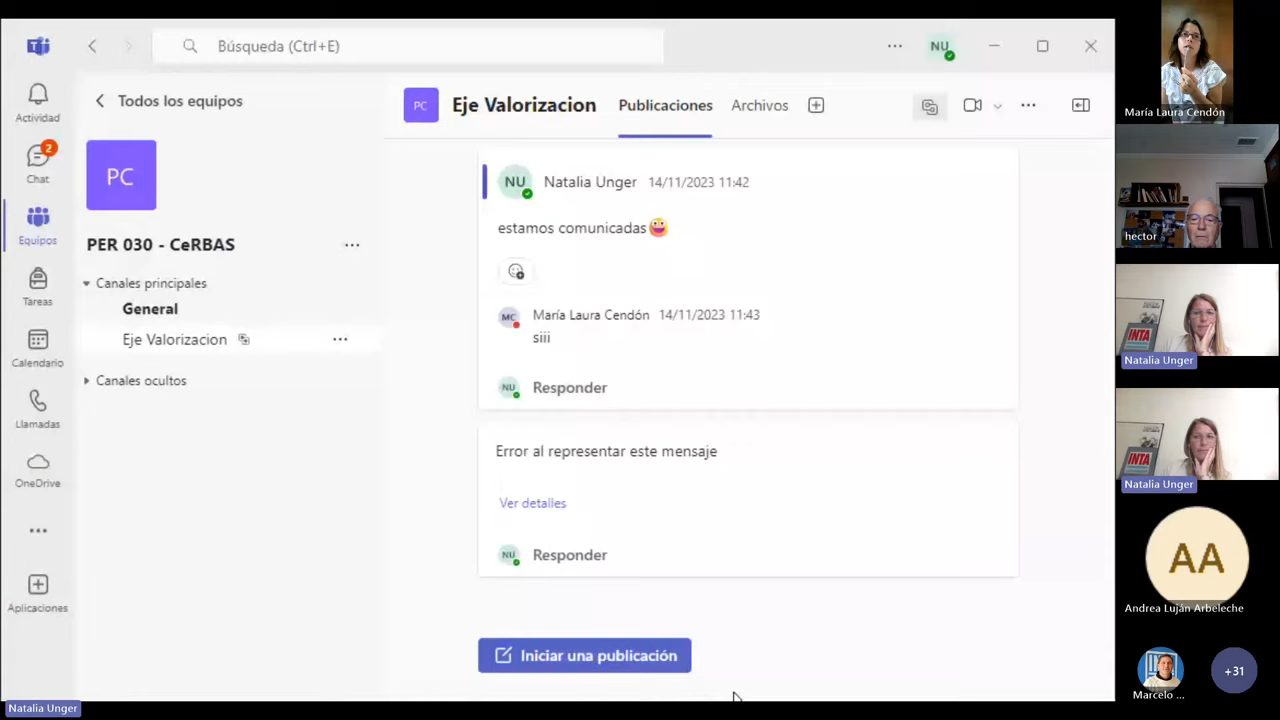 Búsqueda (Ctrl+E)
NU
Actividad
2
Chat
Equipos
Tareas
Calendario
Llamadas
OneDrive
Aplicaciones
Todos los equipos
PC
PER 030 - CeRBAS
Canales principales
General
Eje Valorizacion
Canales ocultos
PC
Eje Valorizacion
Publicaciones
Archivos
NU
Natalia Unger 14/11/2023 11:42
estamos comunicadas
MC
María Laura Cendón 14/11/2023 11:43
siii
NU
Responder
Error al representar este mensaje
Ver detalles
NU
Responder
Iniciar una publicación
Natalia Unger
María Laura Cendón
hector
INTA
Natalia Unger
INTA
Natalia Unger
AA
Andrea Luján Arbeleche
Marcelo ...
+31